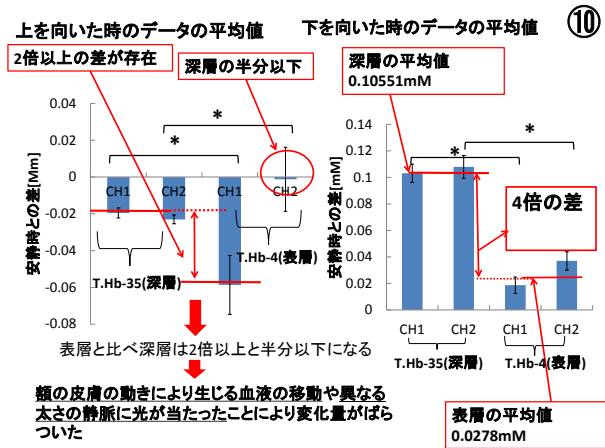 上を向いた時のデータの平均値
下を向いた時のデータの平均値
⑩
2倍以上の差が存在
深層の半分以下
深層の平均値
0.10551mM
安静時との差[Mm]
0.04
0.02
0
-0.02
-0.04
-0.06
-0.08
*
*
CH1
CH2
CH1
CH2
T.Hb-35(深層)
T.Hb-4(表層)
安静時との差[mM]
0.14
0.12
0.1
0.08
0.06
0.04
0.02
0
*
*
4倍の差
CH1
CH2
CH1
CH2
T.Hb-35(深層)
T.Hb-4(表層)
表層と比べ深層は2倍以上と半分以下になる
額の皮膚の動きにより生じる血液の移動や異なる
太さの静脈に光が当たったことにより変化量がばら
ついた
表層の平均値
0.0278mM